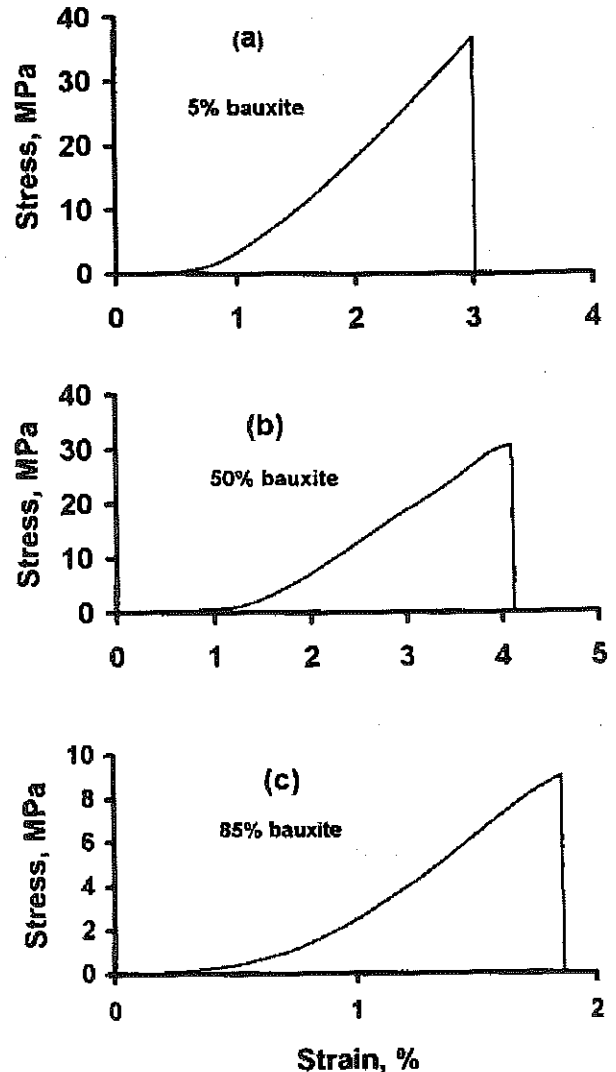 (a)
5% bauxite
Stress, MPa
40
30
20
10
0
0 1 2 3 4
(b)
50% bauxite
Stress, MPa
40
30
20
10
0
0 1 2 3 4 5
(c)
85% bauxite
Stress, MPa
10
8
6
4
2
0
0 1 2
Strain, %